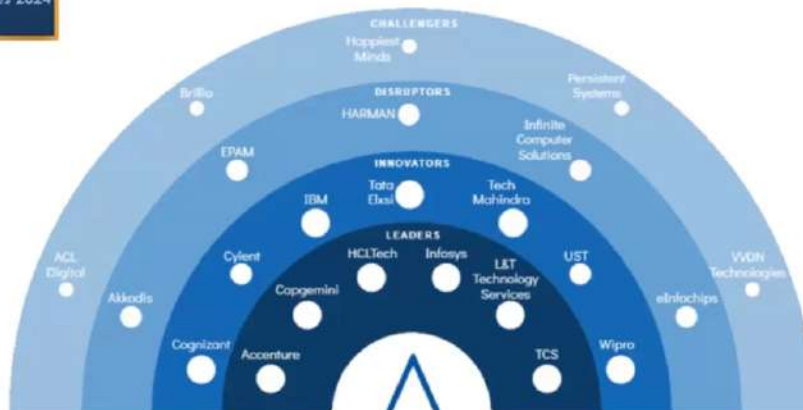 2024
CHALLENGERS
Happiest
Minds
Brillio
Persistent
Systems
DISRUPTORS
HARMAN
Infinite
Computer
Solutions
EPAM
INNOVATORS
Tata
Elxsi
Tech
Mahindra
IBM
LEADERS
HCLTech
Infosys
L&T
Technology
Services
Cyient
UST
ACL
Digital
VVDN
Technologies
Capgemini
Akkodis
eInfochips
Cognizant
Accenture
TCS
Wipro